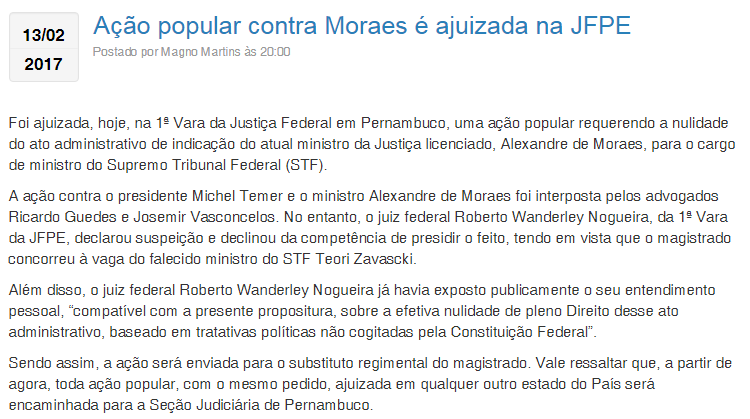 13/02
2017
Ação popular contra Moraes é ajuizada na JFPE
Postado por Magno Martins às 20:00
Foi ajuizada, hoje, na 1ª Vara da Justiça Federal em Pernambuco, uma ação popular requerendo a nulidade
do ato administrativo de indicação do atual ministro da Justiça licenciado, Alexandre de Moraes, para o cargo
de ministro do Supremo Tribunal Federal (STF).
A ação contra o presidente Michel Temer e o ministro Alexandre de Moraes foi interposta pelos advogados
Ricardo Guedes e Josemir Vasconcelos. No entanto, o juiz federal Roberto Wanderley Nogueira, da 1ª Vara
da JFPE, declarou suspeição e declinou da competência de presidir o feito, tendo em vista que o magistrado
concorreu à vaga do falecido ministro do STF Teori Zavascki.
Além disso, o juiz federal Roberto Wanderley Nogueira já havia exposto publicamente o seu entendimento
pessoal, “compatível com a presente propositura, sobre a efetiva nulidade de pleno Direito desse ato
administrativo, baseado em tratativas políticas não cogitadas pela Constituição Federal”.
Sendo assim, a ação será enviada para o substituto regimental do magistrado. Vale ressaltar que, a partir de
agora, toda ação popular, com o mesmo pedido, ajuizada em qualquer outro estado do País será
encaminhada para a Seção Judiciária de Pernambuco.